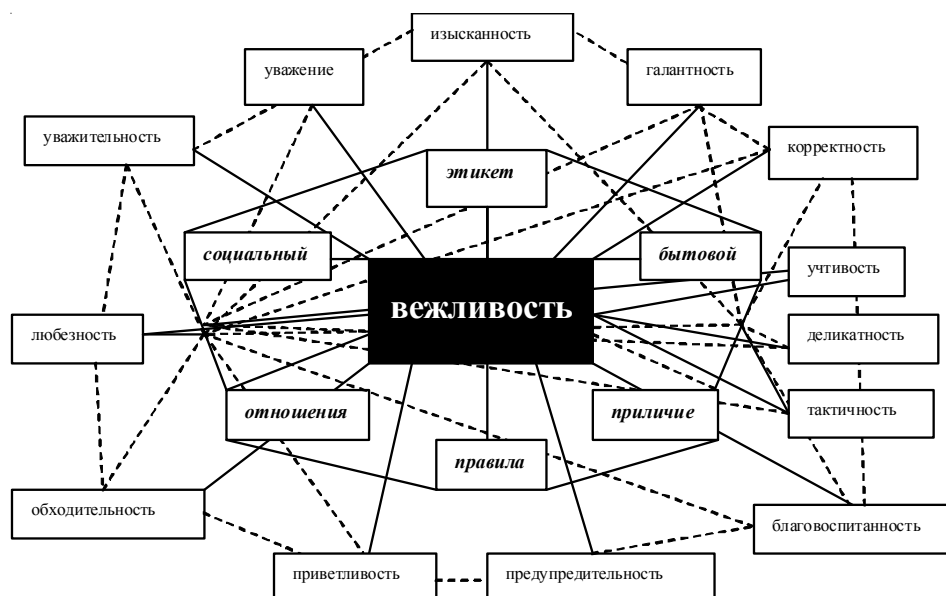 изысканность
уважение
галантность
уважительность
корректность
этикет
социальный
бытовой
учтивость
вежливость
любезность
деликатность
отношения
приличие
тактичность
правила
обходительность
благовоспитанность
приветливость
предупредительность